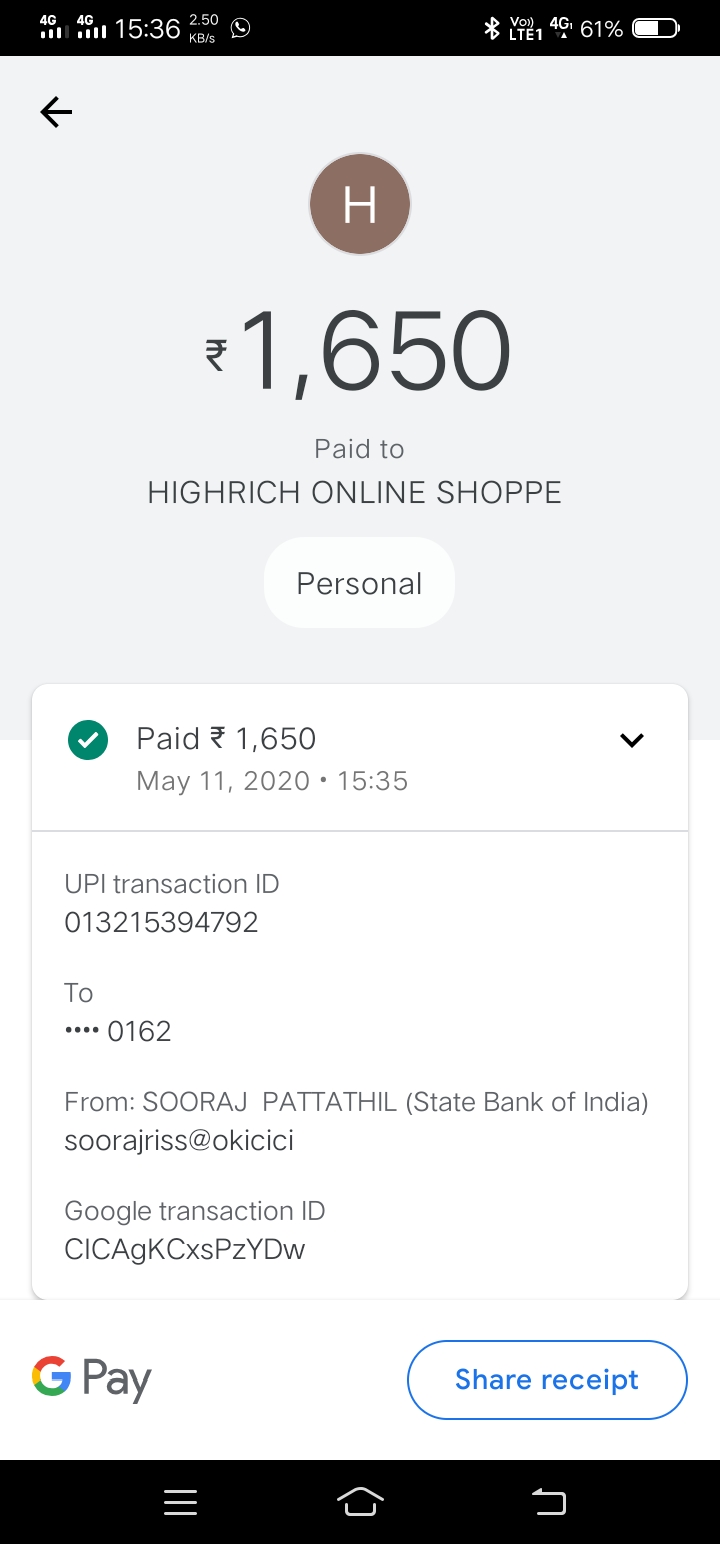 4G 4G 15:36 2.50 KB/s Vo)) LTE1 4G 61%
H
₹1,650
Paid to
HIGHRICH ONLINE SHOPPE
Personal
Paid ₹ 1,650
May 11, 2020 • 15:35
UPI transaction ID
013215394792
To
•••• 0162
From: SOORAJ  PATTATHIL (State Bank of India)
soorajriss@okicici
Google transaction ID
CICAgKCxsPzYDw
G Pay
Share receipt